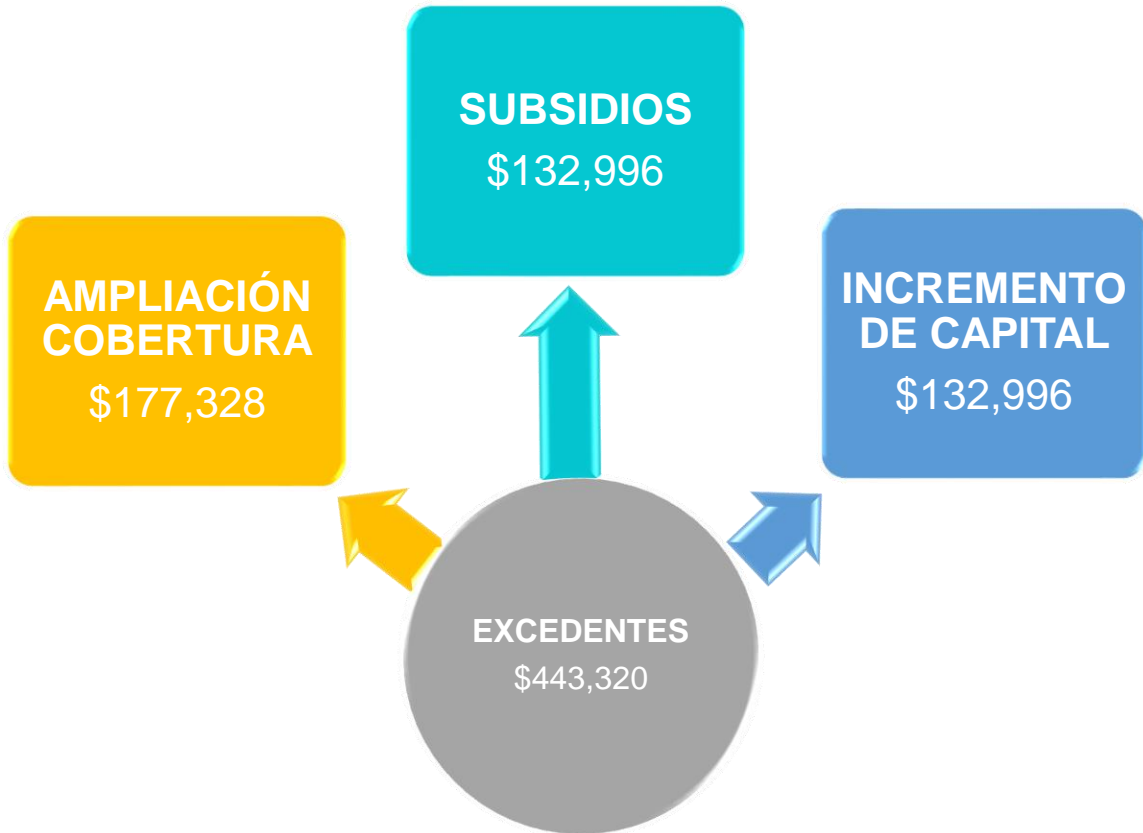 SUBSIDIOS
$132,996
AMPLIACIÓN
COBERTURA
$177,328
INCREMENTO
DE CAPITAL
$132,996
EXCEDENTES
$443,320